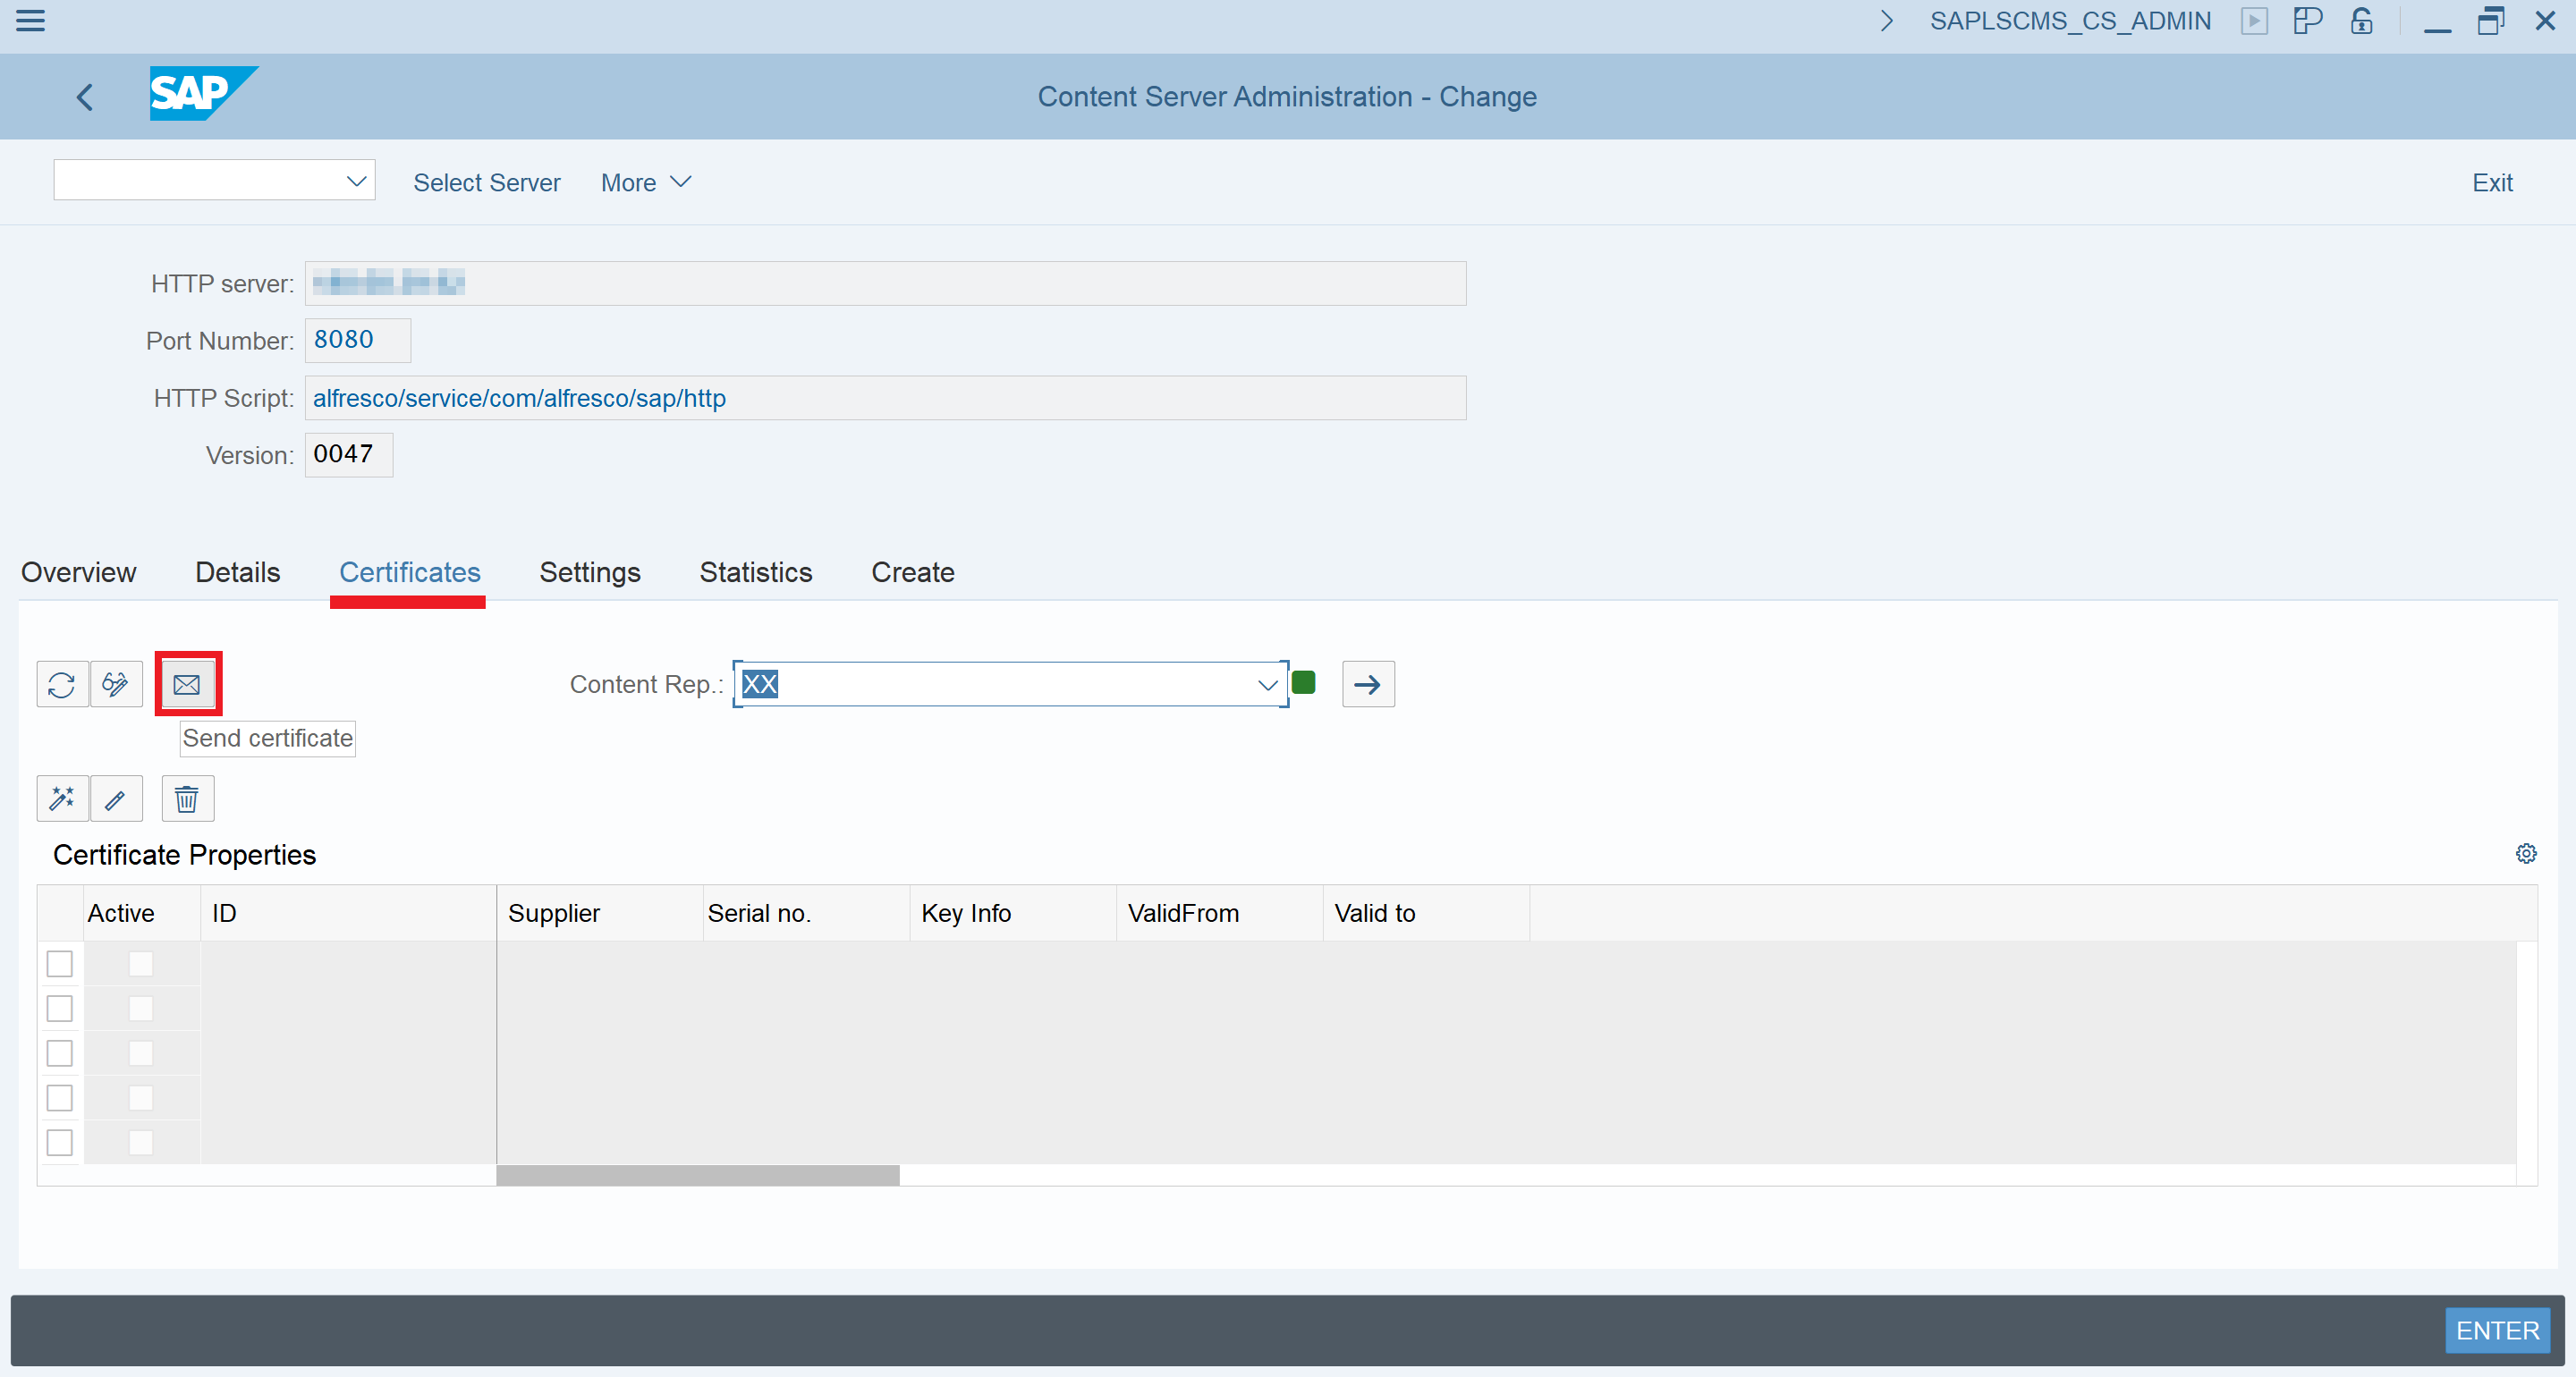 SAPLSCMS_CS_ADMIN
SAP
Content Server Administration - Change
Select Server More Exit
HTTP server:
Port Number: 8080
HTTP Script: alfresco/service/com/alfresco/sap/http
Version: 0047
Overview Details Certificates Settings Statistics Create
Content Rep.: XX
Send certificate
Certificate Properties
Active ID Supplier Serial no. Key Info ValidFrom Valid to
ENTER